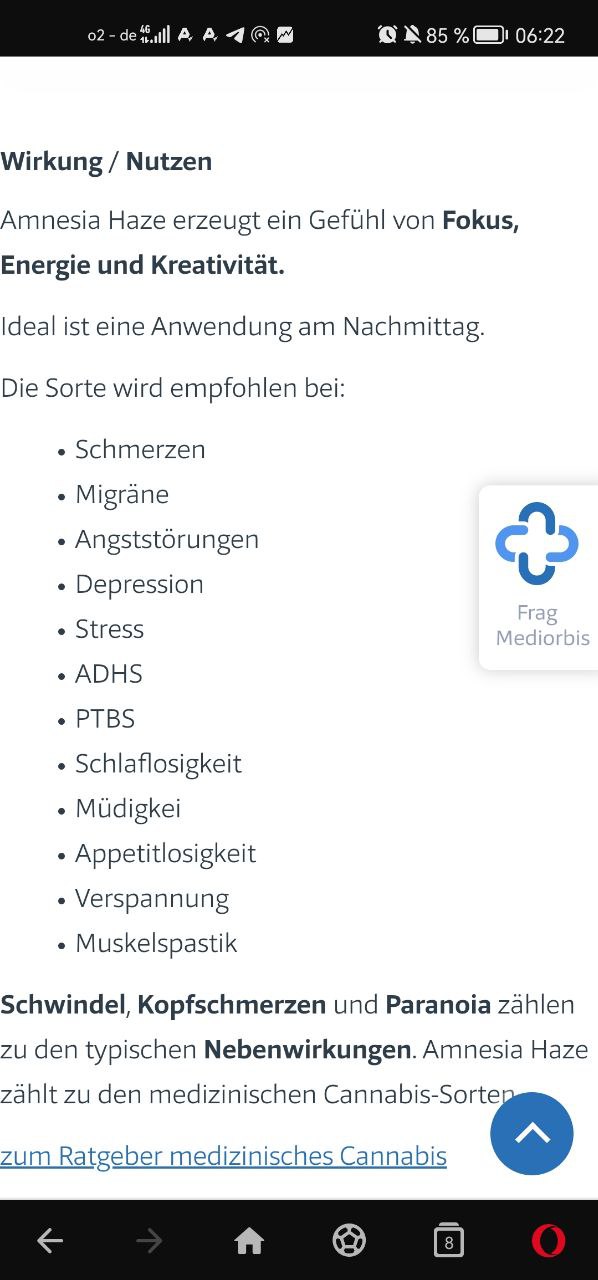 o2 - de 4G 85 % 06:22
Wirkung / Nutzen
Amnesia Haze erzeugt ein Gefühl von Fokus,
Energie und Kreativität.
Ideal ist eine Anwendung am Nachmittag.
Die Sorte wird empfohlen bei:
• Schmerzen
• Migräne
• Angststörungen
• Depression
• Stress
• ADHS
• PTBS
• Schlaflosigkeit
• Müdigkei
• Appetitlosigkeit
• Verspannung
• Muskelspastik
Frag
Mediorbis
Schwindel, Kopfschmerzen und Paranoia zählen
zu den typischen Nebenwirkungen. Amnesia Haze
zählt zu den medizinischen Cannabis-Sorten
zum Ratgeber medizinisches Cannabis
8